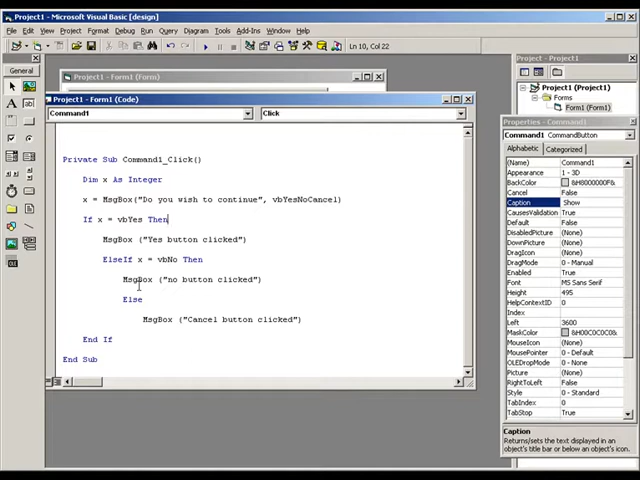 Project1 - Microsoft Visual Basic [design]
File Edit View Project Format Debug Run Query Diagram Tools Add-Ins Window Help
Ln 10, Col 22
General
Project1 - Form1 (Form)
Project1 - Form1 (Code)
Command1 Click
Private Sub Command1_Click()
Dim x As Integer
x = MsgBox("Do you wish to continue", vbYesNoCancel)
If x = vbYes Then
MsgBox ("Yes button clicked")
ElseIf x = vbNo Then
MsgBox ("no button clicked")
Else
MsgBox ("Cancel button clicked")
End If
End Sub
Project - Project1
Project1 (Project1)
Forms
Form1 (Form1)
Properties - Command1
Command1 CommandButton
Alphabetic Categorized
(Name) Command1
Appearance 1 - 3D
BackColor &H8000000F&
Cancel False
Caption Show
CausesValidation True
Default False
DisabledPicture (None)
DownPicture (None)
DragIcon (None)
DragMode 0 - Manual
Enabled True
Font MS Sans Serif
Height 495
HelpContextID 0
Index
Left 3600
MaskColor &H00C0C0C0&
MouseIcon (None)
MousePointer 0 - Default
OLEDropMode 0 - None
Picture (None)
RightToLeft False
Style 0 - Standard
TabIndex 0
TabStop True
Caption
Returns/sets the text displayed in an
object's title bar or below an object's icon.